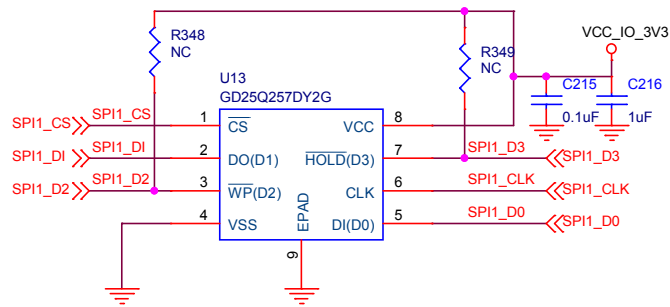 R348
NC
R349
NC
VCC_IO_3V3
U13
GD25Q257DY2G
C215
0.1uF
C216
1uF
SPI1_CS SPI1_CS 1 CS VCC 8
SPI1_DI SPI1_DI 2 DO(D1) HOLD(D3) 7 SPI1_D3 SPI1_D3
SPI1_D2 SPI1_D2 3 WP(D2) CLK 6 SPI1_CLK SPI1_CLK
4 VSS EPAD DI(D0) 5 SPI1_D0 SPI1_D0
9